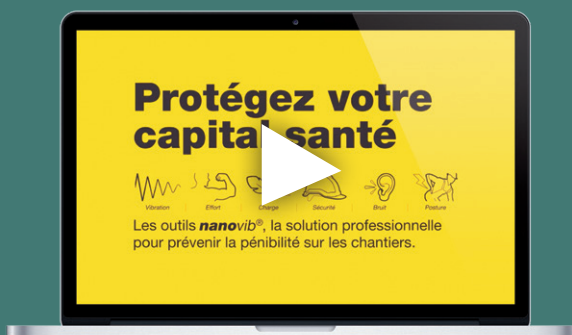 Protégez votre
capital santé
Vibration Effort Charge Sécurité Bruit Posture
Les outils nanovib®, la solution professionnelle
pour prévenir la pénibilité sur les chantiers.